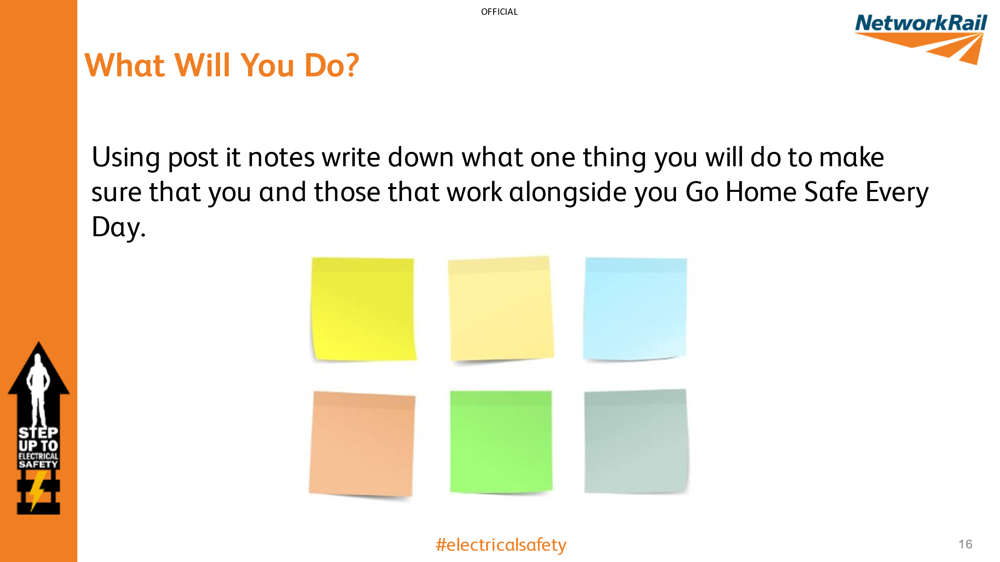 OFFICIAL
NetworkRail
What Will You Do?
Using post it notes write down what one thing you will do to make
sure that you and those that work alongside you Go Home Safe Every
Day.
STEP
UP TO
ELECTRICAL
SAFETY
#electricalsafety
16